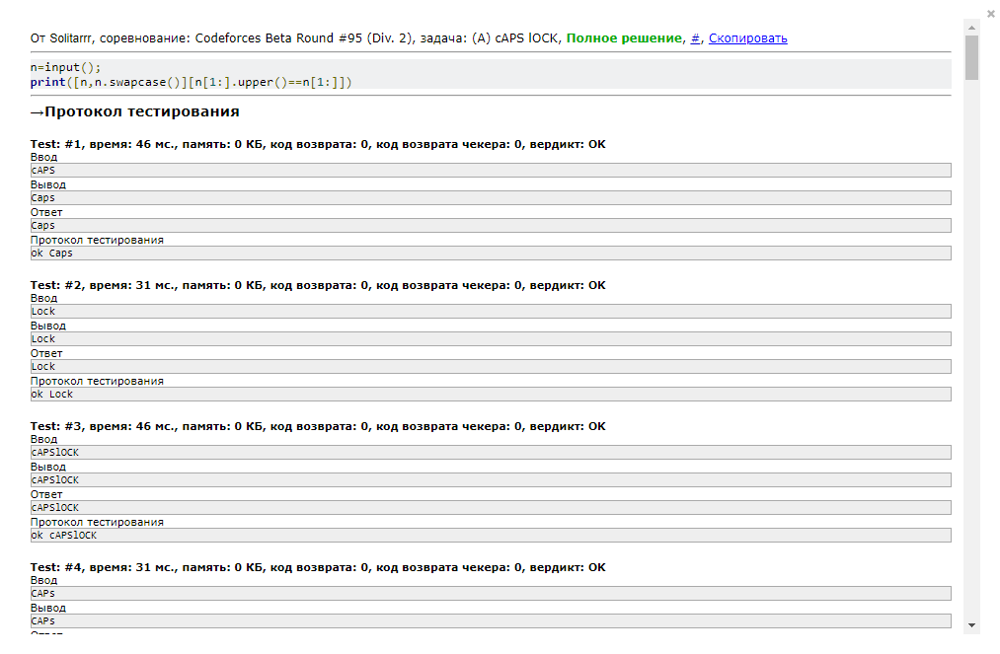 От Solitarrr, соревнование: Codeforces Beta Round #95 (Div. 2), задача: (A) cAPS lOCK, Полное решение, #, Скопировать
n=input();
print([n,n.swapcase()][n[1:].upper()==n[1:]])
→Протокол тестирования
Test: #1, время: 46 мс., память: 0 КБ, код возврата: 0, код возврата чекера: 0, вердикт: OK
Ввод
cAPS
Вывод
Caps
Ответ
Caps
Протокол тестирования
ok Caps
Test: #2, время: 31 мс., память: 0 КБ, код возврата: 0, код возврата чекера: 0, вердикт: OK
Ввод
Lock
Вывод
Lock
Ответ
Lock
Протокол тестирования
ok Lock
Test: #3, время: 46 мс., память: 0 КБ, код возврата: 0, код возврата чекера: 0, вердикт: OK
Ввод
cAPSlOCK
Вывод
cAPSlOCK
Ответ
cAPSlOCK
Протокол тестирования
ok cAPSlOCK
Test: #4, время: 31 мс., память: 0 КБ, код возврата: 0, код возврата чекера: 0, вердикт: OK
Ввод
CAPs
Вывод
CAPs